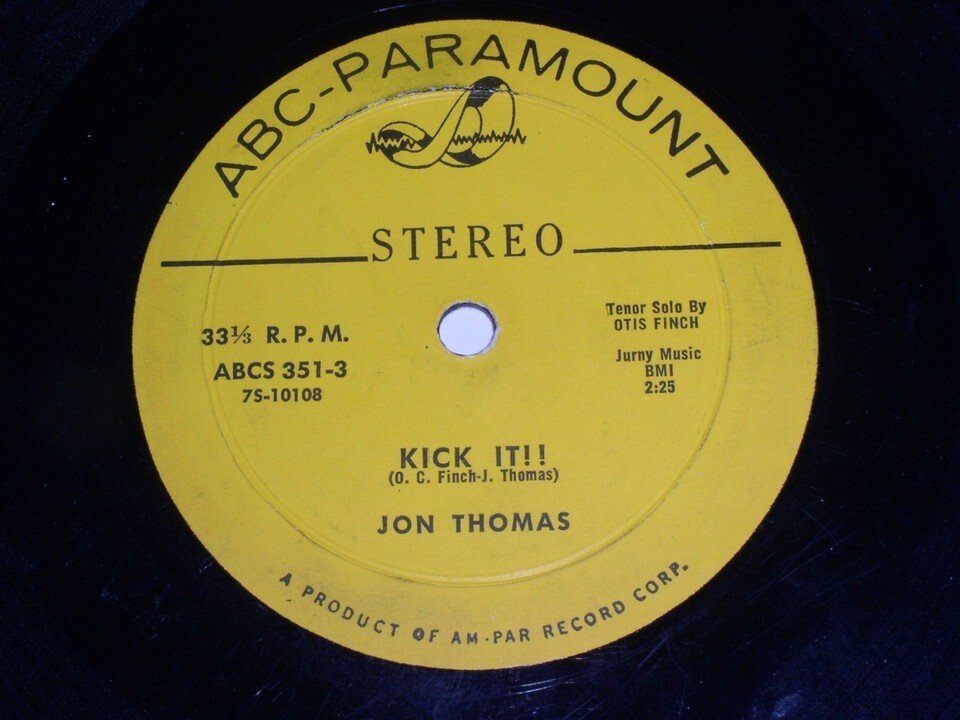 ABC-PARAMOUNT
STEREO
33⅓ R.P.M.
ABCS 351-3
7S-10108
Tenor Solo By
OTIS FINCH
Jurny Music
BMI
2:25
KICK IT!!
(O. C. Finch-J. Thomas)
JON THOMAS
A PRODUCT OF AM-PAR RECORD CORP.